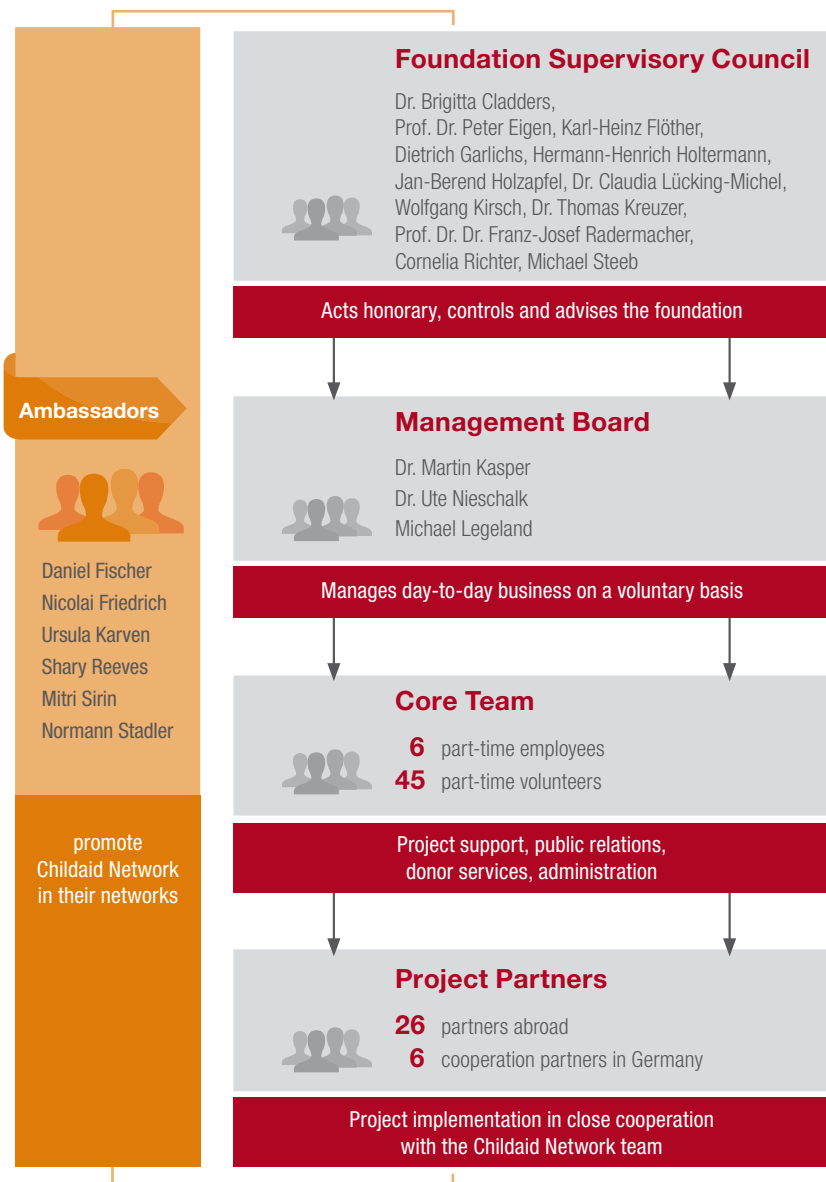 Foundation Supervisory Council
Dr. Brigitta Cladders,
Prof. Dr. Peter Eigen, Karl-Heinz Flöther,
Dietrich Garlichs, Hermann-Henrich Holtermann,
Jan-Berend Holzapfel, Dr. Claudia Lücking-Michel,
Wolfgang Kirsch, Dr. Thomas Kreuzer,
Prof. Dr. Dr. Franz-Josef Radermacher,
Cornelia Richter, Michael Steeb
Acts honorary, controls and advises the foundation
Ambassadors
Daniel Fischer
Nicolai Friedrich
Ursula Karven
Shary Reeves
Mitri Sirin
Normann Stadler
promote
Childaid Network
in their networks
Management Board
Dr. Martin Kasper
Dr. Ute Nieschalk
Michael Legeland
Manages day-to-day business on a voluntary basis
Core Team
6 part-time employees
45 part-time volunteers
Project support, public relations,
donor services, administration
Project Partners
26 partners abroad
6 cooperation partners in Germany
Project implementation in close cooperation
with the Childaid Network team